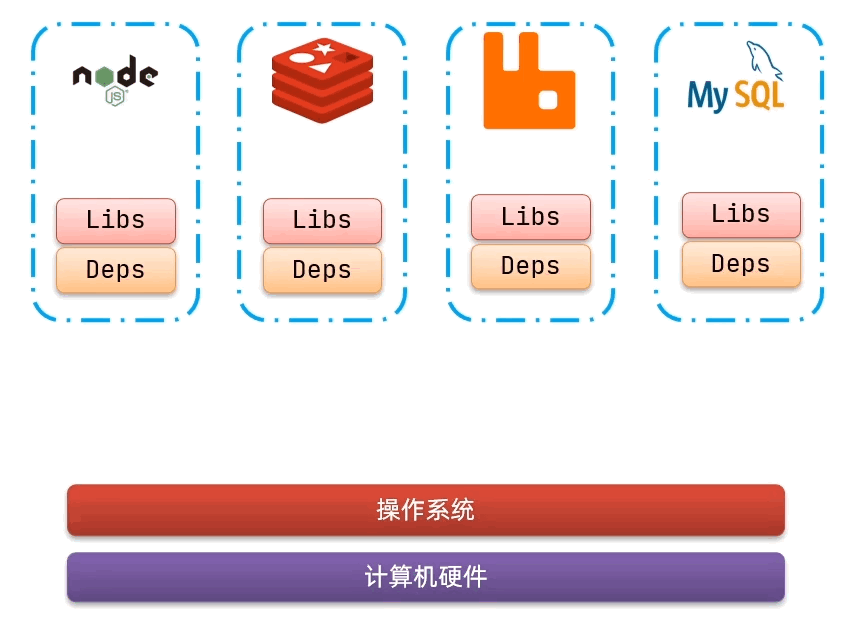 node
JS
MySQL
Libs
Libs
Libs
Libs
Deps
Deps
Deps
Deps
操作系统
计算机硬件